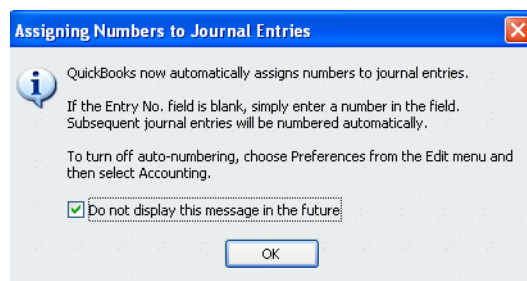 Assigning Numbers to Journal Entries
QuickBooks now automatically assigns numbers to journal entries.
If the Entry No. field is blank, simply enter a number in the field.
Subsequent journal entries will be numbered automatically.
To turn off auto-numbering, choose Preferences from the Edit menu and
then select Accounting.
Do not display this message in the future
OK